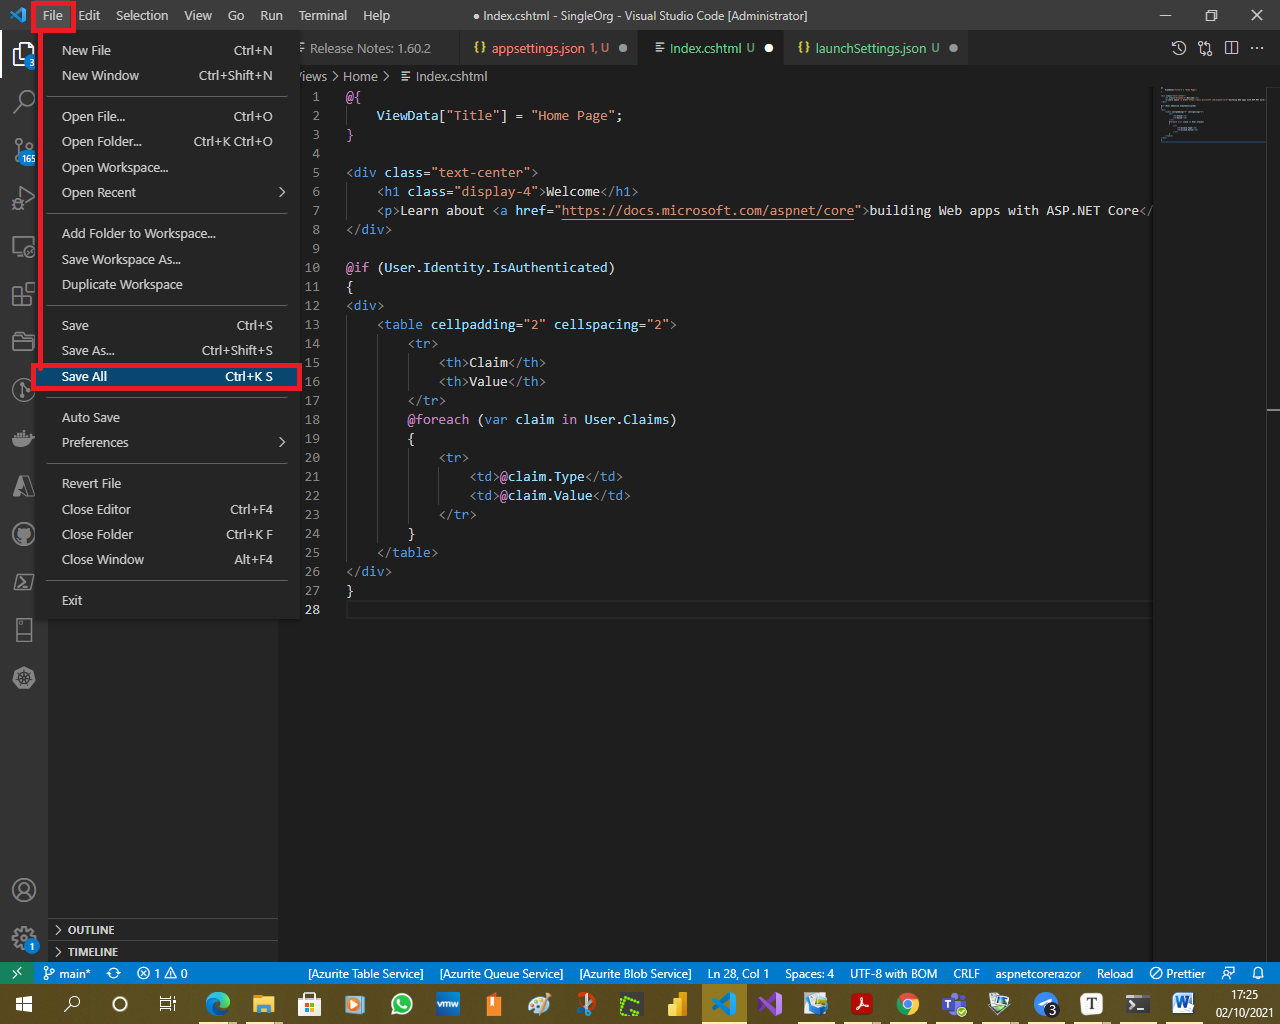 File Edit Selection View Go Run Terminal Help
● Index.cshtml - SingleOrg - Visual Studio Code [Administrator]
New File Ctrl+N
New Window Ctrl+Shift+N
Open File... Ctrl+O
Open Folder... Ctrl+K Ctrl+O
Open Workspace...
Open Recent
Add Folder to Workspace...
Save Workspace As...
Duplicate Workspace
Save Ctrl+S
Save As... Ctrl+Shift+S
Save All Ctrl+K S
Auto Save
Preferences
Revert File
Close Editor Ctrl+F4
Close Folder Ctrl+K F
Close Window Alt+F4
Exit
3
165
1
OUTLINE
TIMELINE
Release Notes: 1.60.2
{} appsettings.json 1, U ●
Index.cshtml U ●
{} launchSettings.json U ●
Views > Home > Index.cshtml
1 @{
2 ViewData["Title"] = "Home Page";
3 }
4
5 <div class="text-center">
6 <h1 class="display-4">Welcome</h1>
7 <p>Learn about <a href="https://docs.microsoft.com/aspnet/core">building Web apps with ASP.NET Core</
8 </div>
9
10 @if (User.Identity.IsAuthenticated)
11 {
12 <div>
13 <table cellpadding="2" cellspacing="2">
14 <tr>
15 <th>Claim</th>
16 <th>Value</th>
17 </tr>
18 @foreach (var claim in User.Claims)
19 {
20 <tr>
21 <td>@claim.Type</td>
22 <td>@claim.Value</td>
23 </tr>
24 }
25 </table>
26 </div>
27 }
28
main* 1 0 [Azurite Table Service] [Azurite Queue Service] [Azurite Blob Service] Ln 28, Col 1 Spaces: 4 UTF-8 with BOM CRLF aspnetcorerazor Reload Prettier
vmw
3
T
W
17:25
02/10/2021